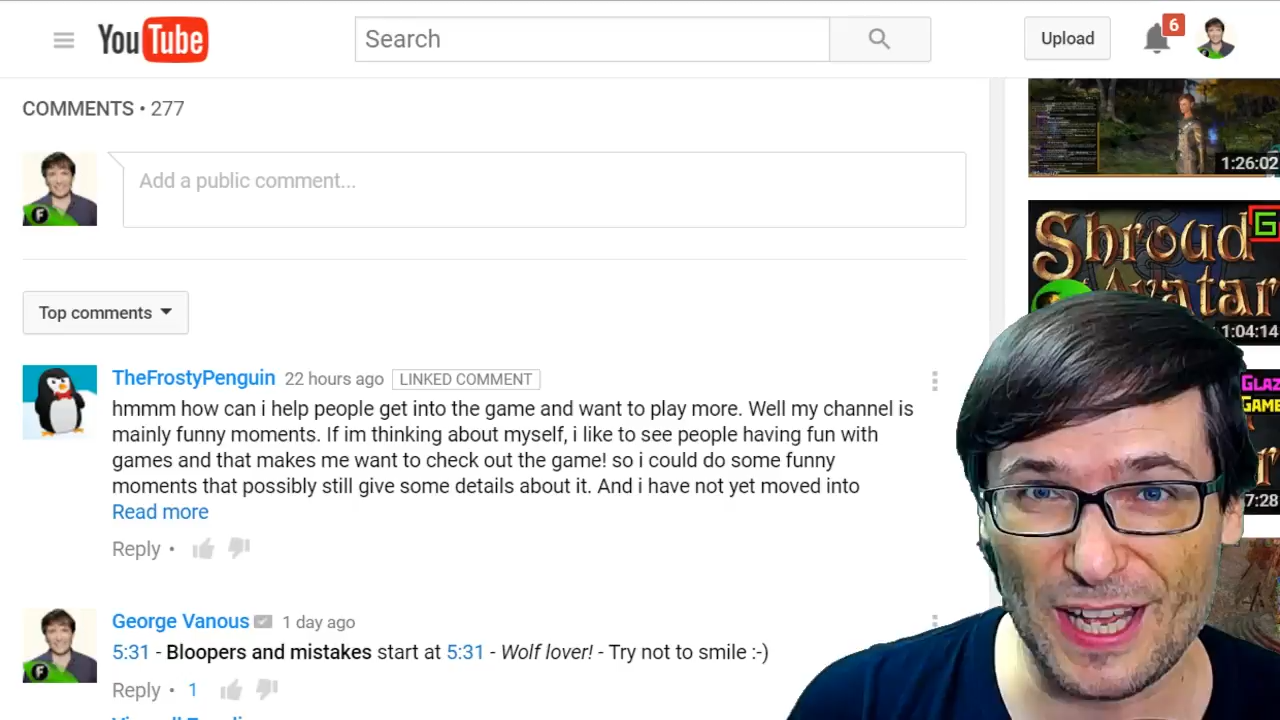 YouTube
Search
Upload
6
COMMENTS • 277
1:26:02
F
Add a public comment...
Shroud
G
Avatar
1:04:14
Top comments
GLAZ
GAME
TheFrostyPenguin 22 hours ago LINKED COMMENT
hmmm how can i help people get into the game and want to play more. Well my channel is
mainly funny moments. If im thinking about myself, i like to see people having fun with
games and that makes me want to check out the game! so i could do some funny
moments that possibly still give some details about it. And i have not yet moved into
7:28
Read more
Reply •
George Vanous 1 day ago
5:31 - Bloopers and mistakes start at 5:31 - Wolf lover! - Try not to smile :-)
F
Reply • 1